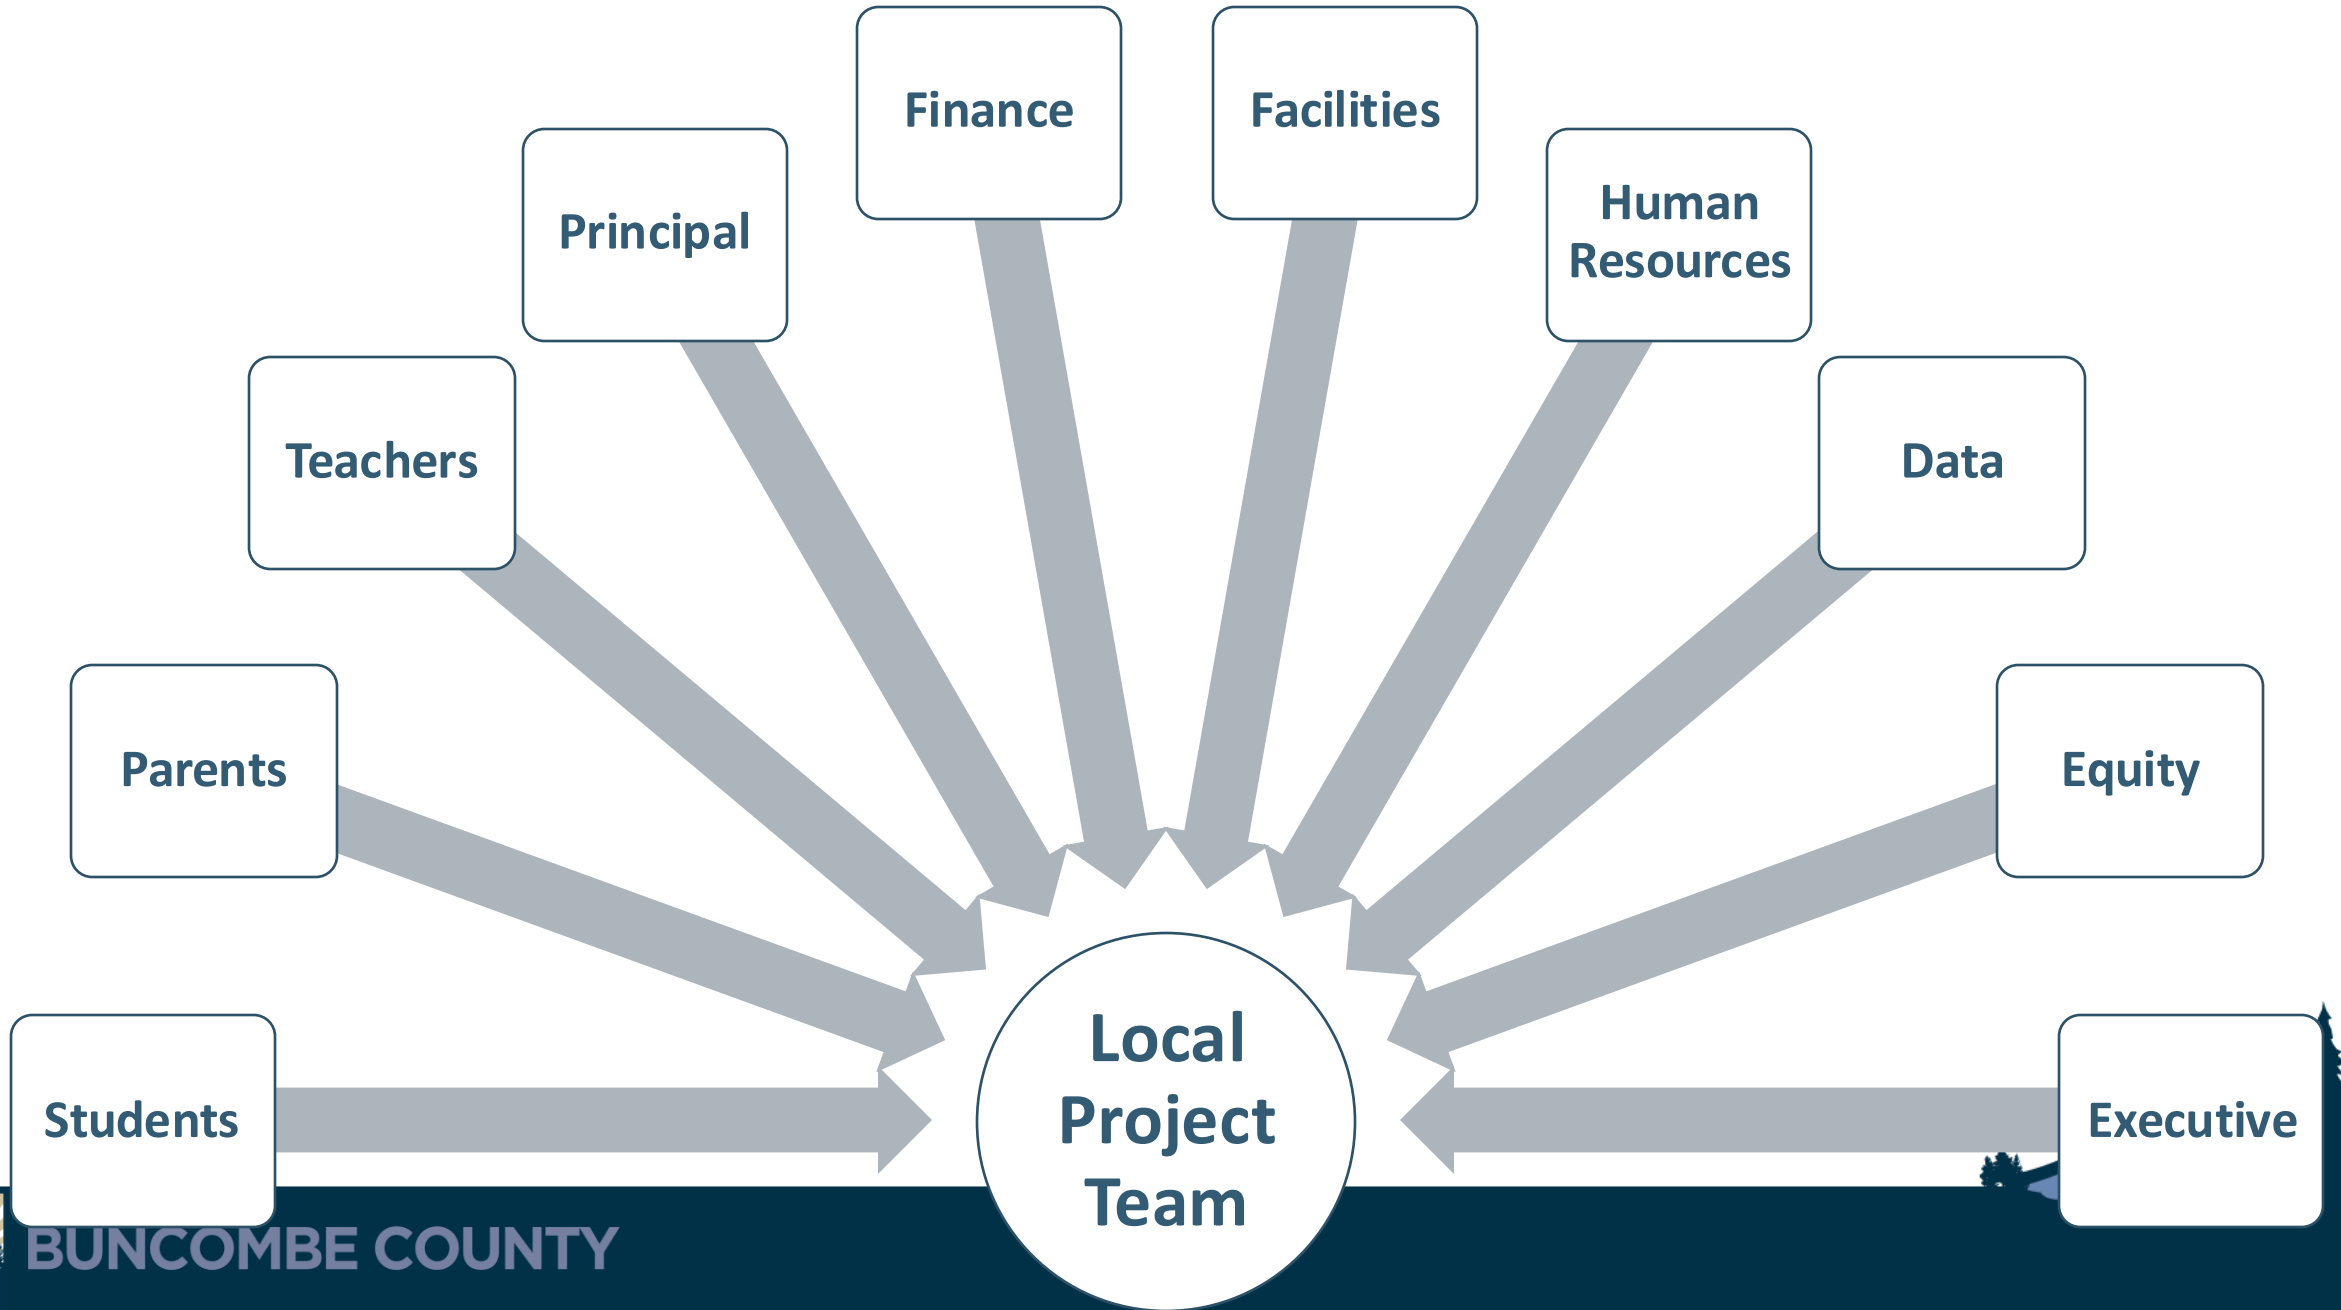 Finance
Facilities
Principal
Human
Resources
Teachers
Data
Parents
Equity
Students
Local
Project
Team
Executive
BUNCOMBE COUNTY